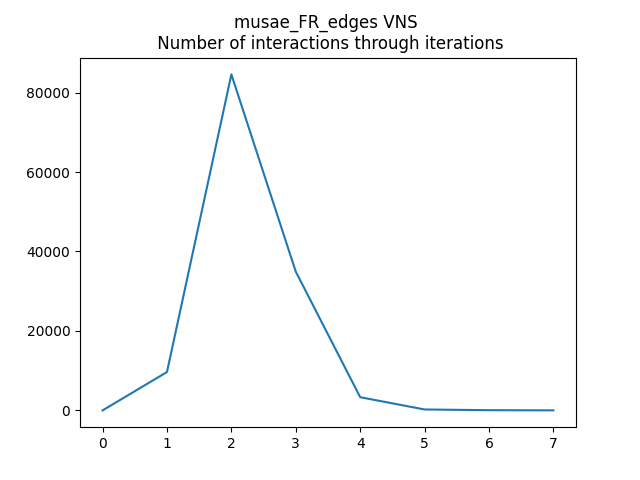 musae_FR_edges VNS
Number of interactions through iterations
80000
60000
40000
20000
0
0 1 2 3 4 5 6 7